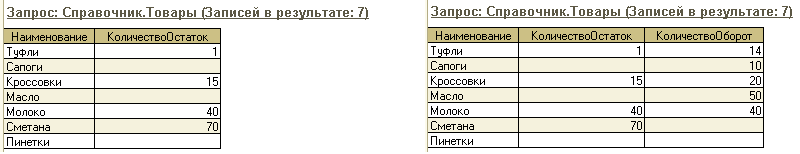 Запрос: Справочник.Товары (Записей в результате: 7)
Наименование КоличествоОстаток
Туфли 1
Сапоги
Кроссовки 15
Масло
Молоко 40
Сметана 70
Пинетки
Запрос: Справочник.Товары (Записей в результате: 7)
Наименование КоличествоОстаток КоличествоОборот
Туфли 1 14
Сапоги 10
Кроссовки 15 20
Масло 50
Молоко 40 40
Сметана 70
Пинетки